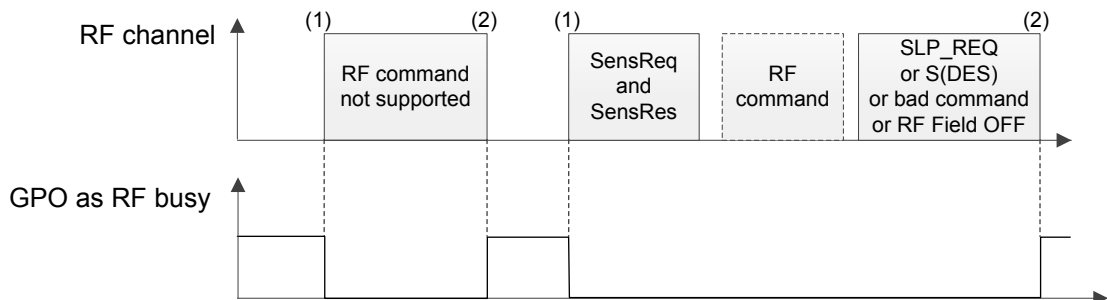 (1)
(2)
(1)
(2)
RF channel
RF command
not supported
SensReq
and
SensRes
RF
command
SLP_REQ
or S(DES)
or bad command
or RF Field OFF
GPO as RF busy